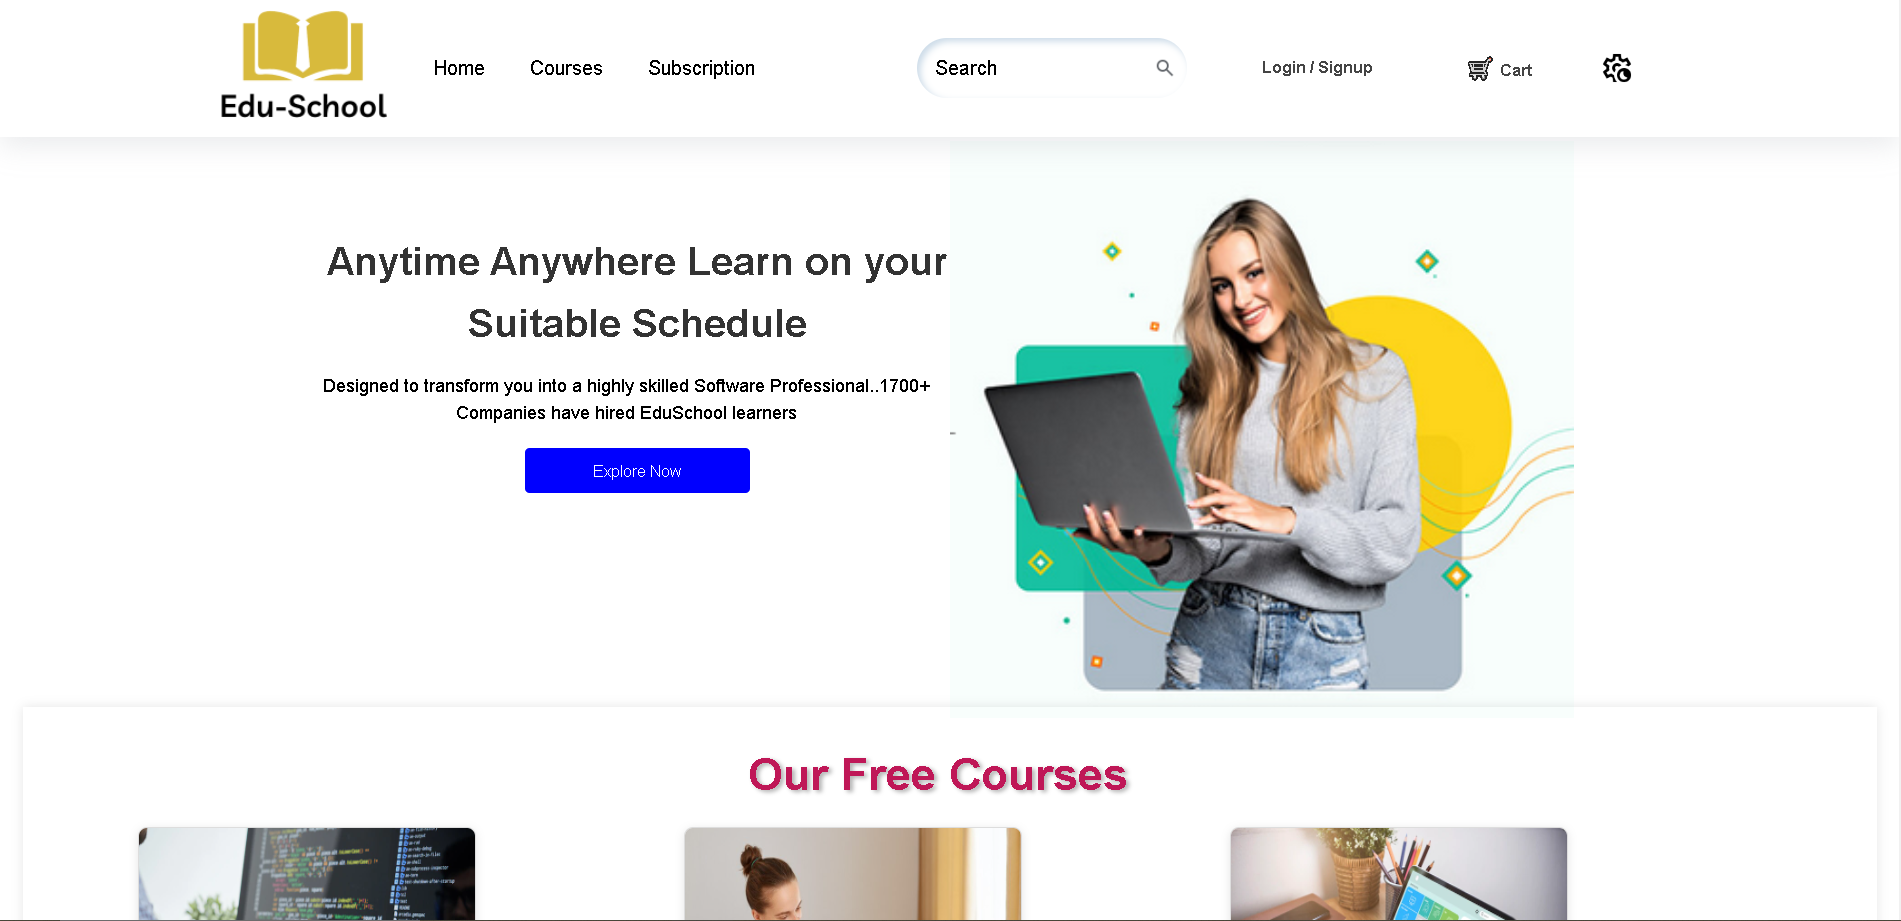 Edu-School
Home
Courses
Subscription
Search
Login / Signup
Cart
Anytime Anywhere Learn on your
Suitable Schedule
Designed to transform you into a highly skilled Software Professional..1700+
Companies have hired EduSchool learners
Explore Now
Our Free Courses